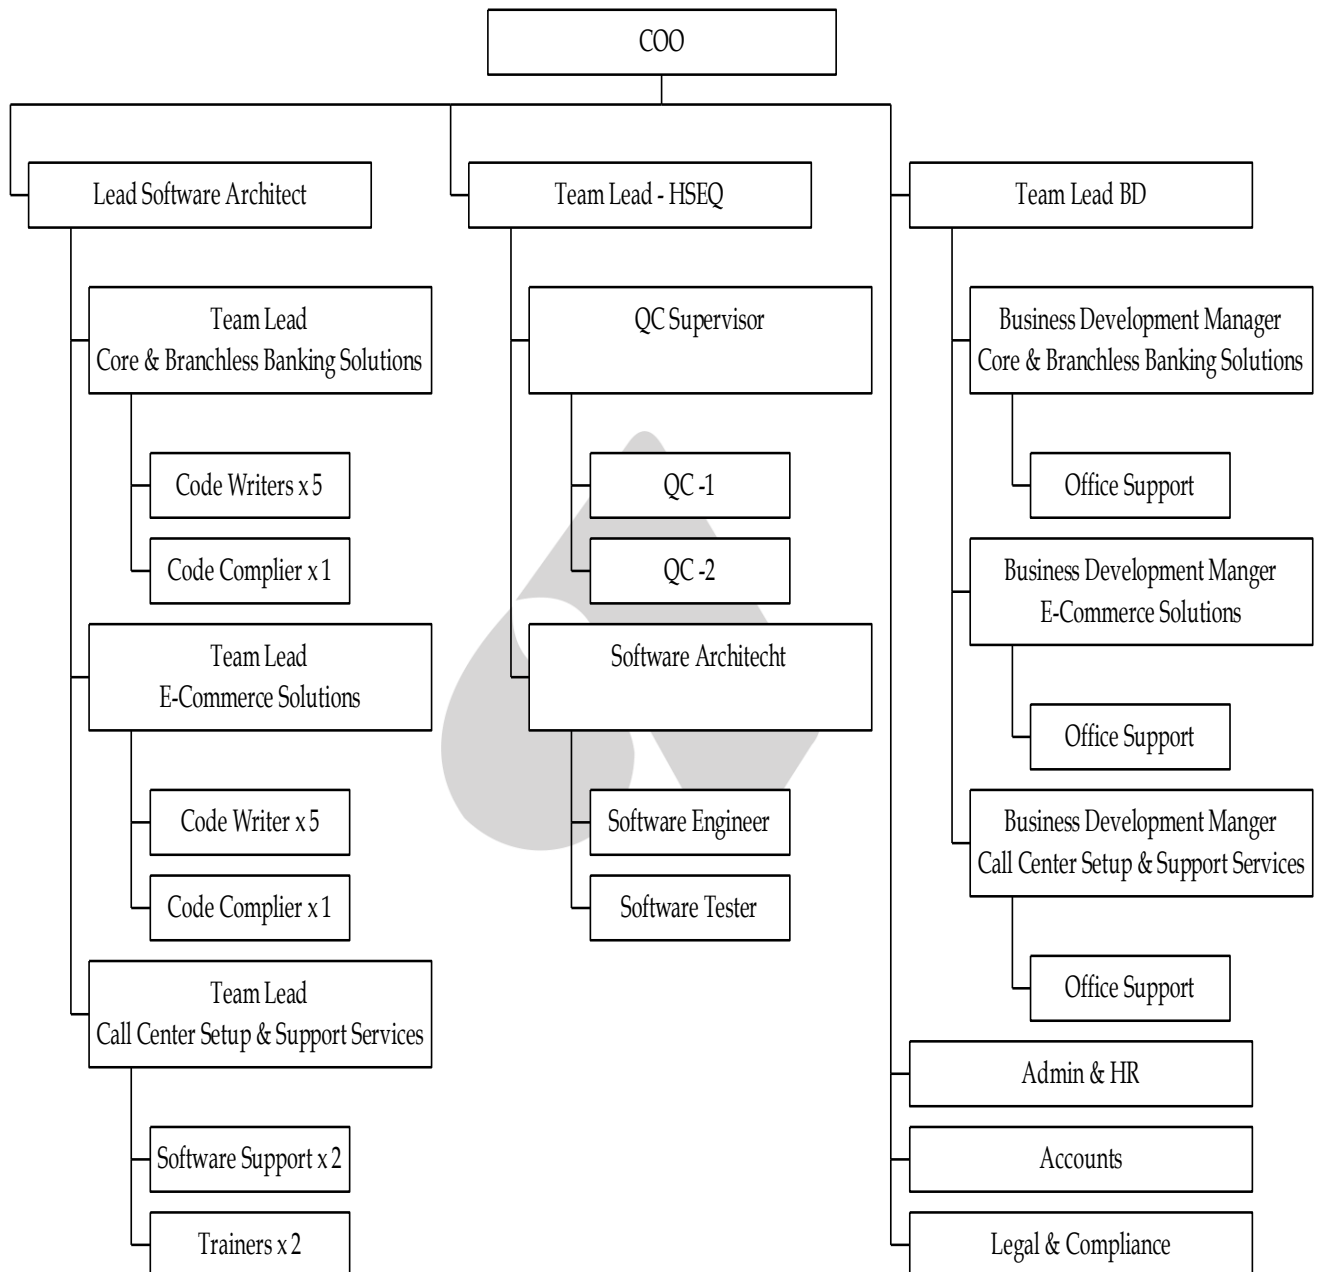 COO
Lead Software Architect
Team Lead
Core & Branchless Banking Solutions
Code Writers x 5
Code Complier x 1
Team Lead
E-Commerce Solutions
Code Writer x 5
Code Complier x 1
Team Lead
Call Center Setup & Support Services
Software Support x 2
Trainers x 2
Team Lead - HSEQ
QC Supervisor
QC -1
QC -2
Software Architecht
Software Engineer
Software Tester
Team Lead BD
Business Development Manager
Core & Branchless Banking Solutions
Office Support
Business Development Manger
E-Commerce Solutions
Office Support
Business Development Manger
Call Center Setup & Support Services
Office Support
Admin & HR
Accounts
Legal & Compliance